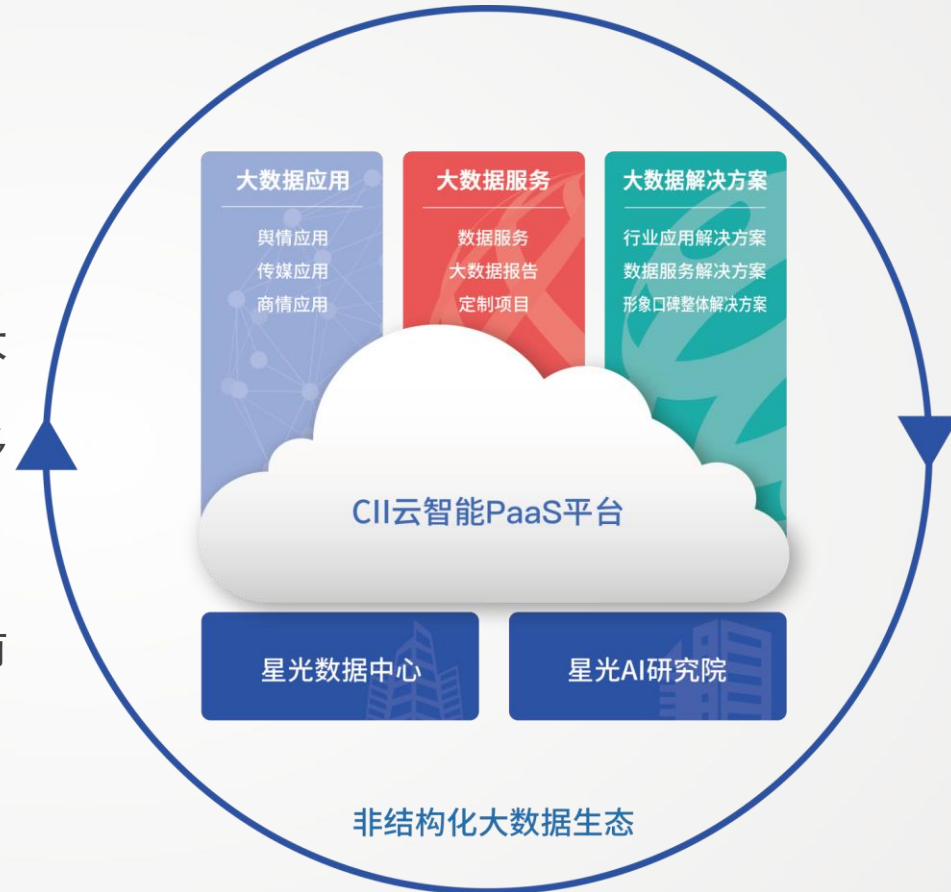 大数据应用
舆情应用
传媒应用
商情应用
大数据服务
数据服务
大数据报告
定制项目
大数据解决方案
行业应用解决方案
数据服务解决方案
形象口碑整体解决方案
CII云智能PaaS平台
星光数据中心
星光AI研究院
非结构化大数据生态